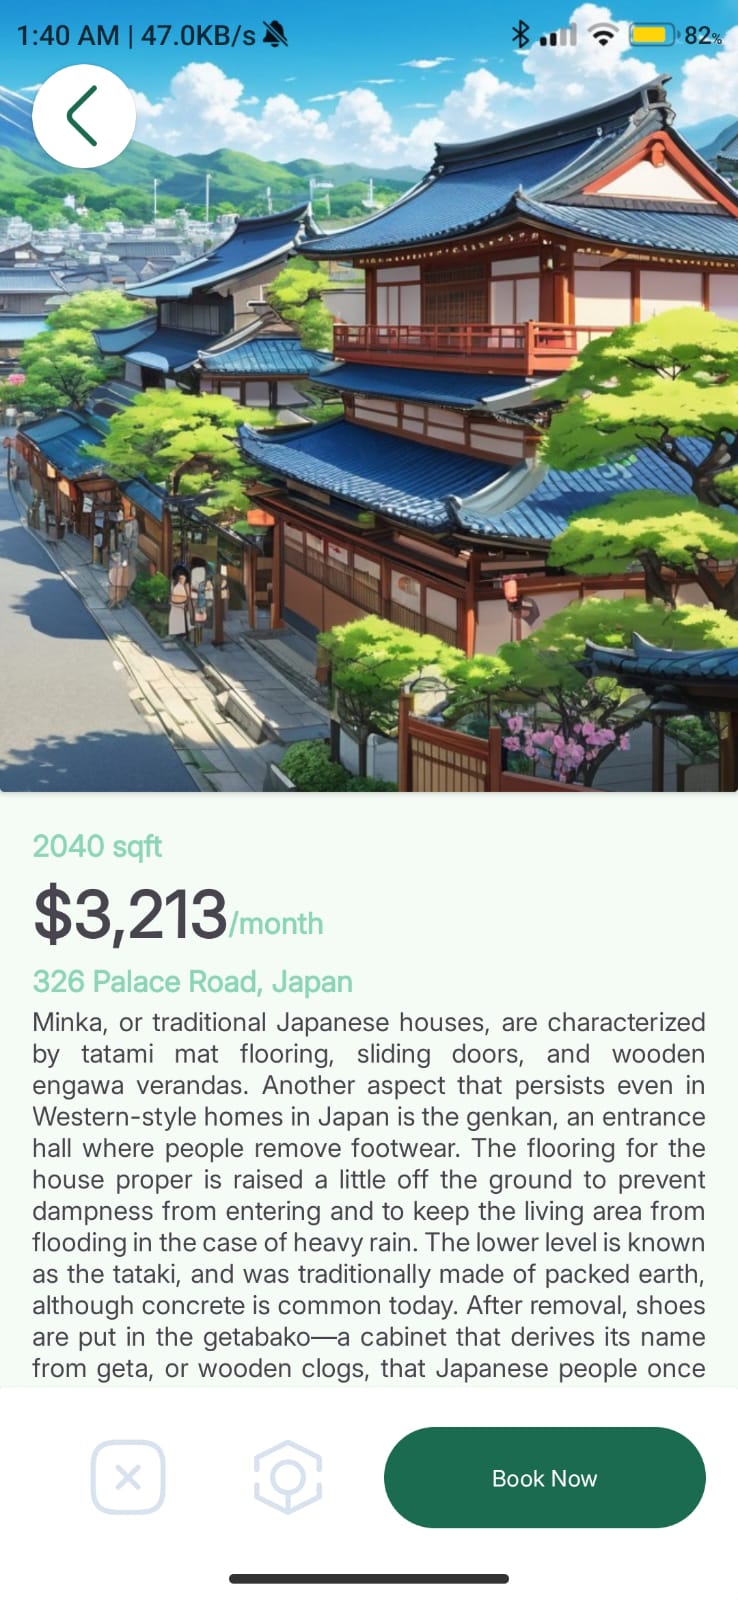 1:40 AM | 47.0KB/s
82%
2040 sqft
$3,213/month
326 Palace Road, Japan
Minka, or traditional Japanese houses, are characterized
by tatami mat flooring, sliding doors, and wooden
engawa verandas. Another aspect that persists even in
Western-style homes in Japan is the genkan, an entrance
hall where people remove footwear. The flooring for the
house proper is raised a little off the ground to prevent
dampness from entering and to keep the living area from
flooding in the case of heavy rain. The lower level is known
as the tataki, and was traditionally made of packed earth,
although concrete is common today. After removal, shoes
are put in the getabako—a cabinet that derives its name
from geta, or wooden clogs, that Japanese people once
Book Now